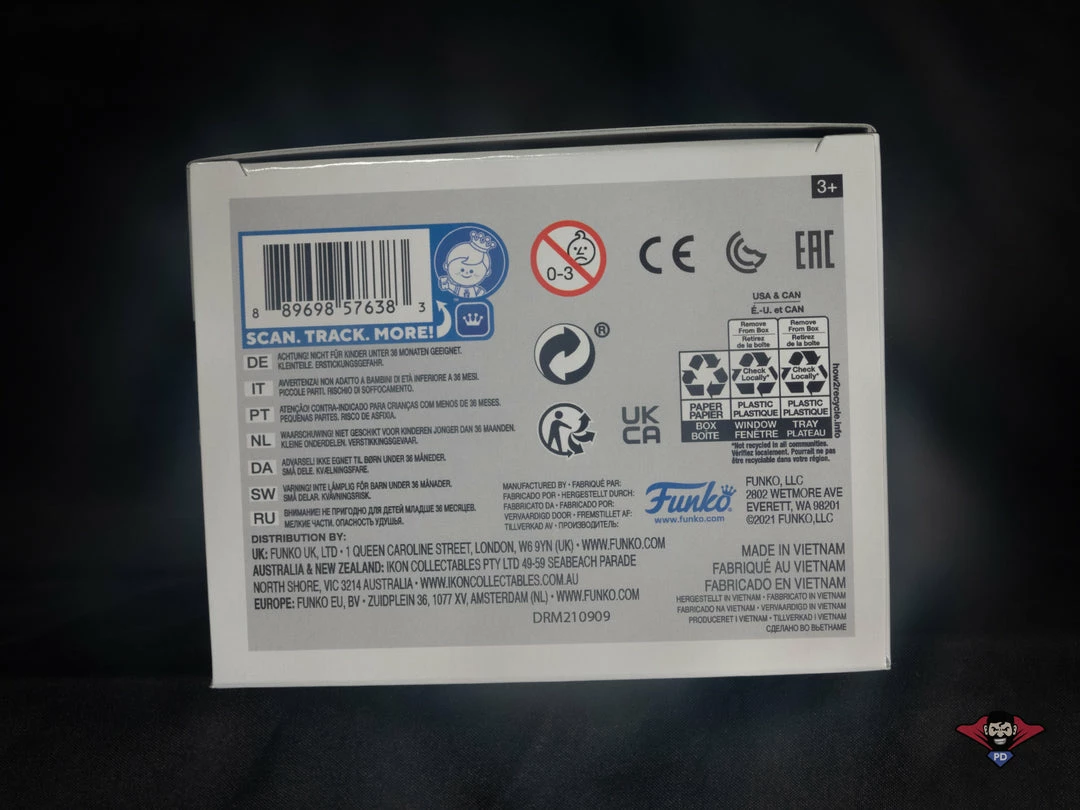 3+
8 89698 57638 3
SCAN. TRACK. MORE!
0-3
CE
EAC
®
UK
CA
USA & CAN
É.-U. et CAN
Remove
From Box
Retirez
de la boîte
Remove
From Box
Retirez
de la boîte
Check
Locally*
Check
Locally*
PAPER
PAPIER
PLASTIC
PLASTIQUE
PLASTIC
PLASTIQUE
BOX
BOÎTE
WINDOW
FENÊTRE
TRAY
PLATEAU
how2recycle.info
*Not recycled in all communities.
Vérifiez localement. Pourrait ne pas
être recyclable dans votre région.
DE ACHTUNG! NICHT FÜR KINDER UNTER 36 MONATEN GEEIGNET.
KLEINTEILE. ERSTICKUNGSGEFAHR.
IT AVVERTENZA! NON ADATTO A BAMBINI DI ETÀ INFERIORE A 36 MESI.
PICCOLE PARTI. RISCHIO DI SOFFOCAMENTO.
PT ATENÇÃO! CONTRA-INDICADO PARA CRIANÇAS COM MENOS DE 36 MESES.
PEQUENAS PARTES. RISCO DE ASFIXIA.
NL WAARSCHUWING! NIET GESCHIKT VOOR KINDEREN JONGER DAN 36 MAANDEN.
KLEINE ONDERDELEN. VERSTIKKINGSGEVAAR.
DA ADVARSEL! IKKE EGNET TIL BØRN UNDER 36 MÅNEDER.
SMÅ DELE. KVÆLNINGSFARE.
SW VARNING! INTE LÄMPLIG FÖR BARN UNDER 36 MÅNADER.
SMÅ DELAR. KVÄVNINGSRISK.
RU ВНИМАНИЕ! НЕ ПРИГОДНО ДЛЯ ДЕТЕЙ МЛАДШЕ 36 МЕСЯЦЕВ.
МЕЛКИЕ ЧАСТИ. ОПАСНОСТЬ УДУШЬЯ.
MANUFACTURED BY • FABRIQUÉ PAR:
FABRICADO POR • HERGESTELLT DURCH:
FABBRICATO DA • FABRICADO POR:
VERVAARDIGD DOOR • FREMSTILLET AF:
TILLVERKAD AV • ПРОИЗВОДИТЕЛЬ:
Funko®
www.funko.com
FUNKO, LLC
2802 WETMORE AVE
EVERETT, WA 98201
©2021 FUNKO,LLC
DISTRIBUTION BY:
UK: FUNKO UK, LTD • 1 QUEEN CAROLINE STREET, LONDON, W6 9YN (UK) • WWW.FUNKO.COM
AUSTRALIA & NEW ZEALAND: IKON COLLECTABLES PTY LTD 49-59 SEABEACH PARADE
NORTH SHORE, VIC 3214 AUSTRALIA • WWW.IKONCOLLECTABLES.COM.AU
EUROPE: FUNKO EU, BV • ZUIDPLEIN 36, 1077 XV, AMSTERDAM (NL) • WWW.FUNKO.COM
DRM210909
MADE IN VIETNAM
FABRIQUÉ AU VIETNAM
FABRICADO EN VIETNAM
HERGESTELLT IN VIETNAM • FABBRICATO IN VIETNAM
FABRICADO NA VIETNAM • VERVAARDIGD IN VIETNAM
PRODUCERET I VIETNAM • TILLVERKAD I VIETNAM
СДЕЛАНО ВО ВЬЕТНАМЕ
PD